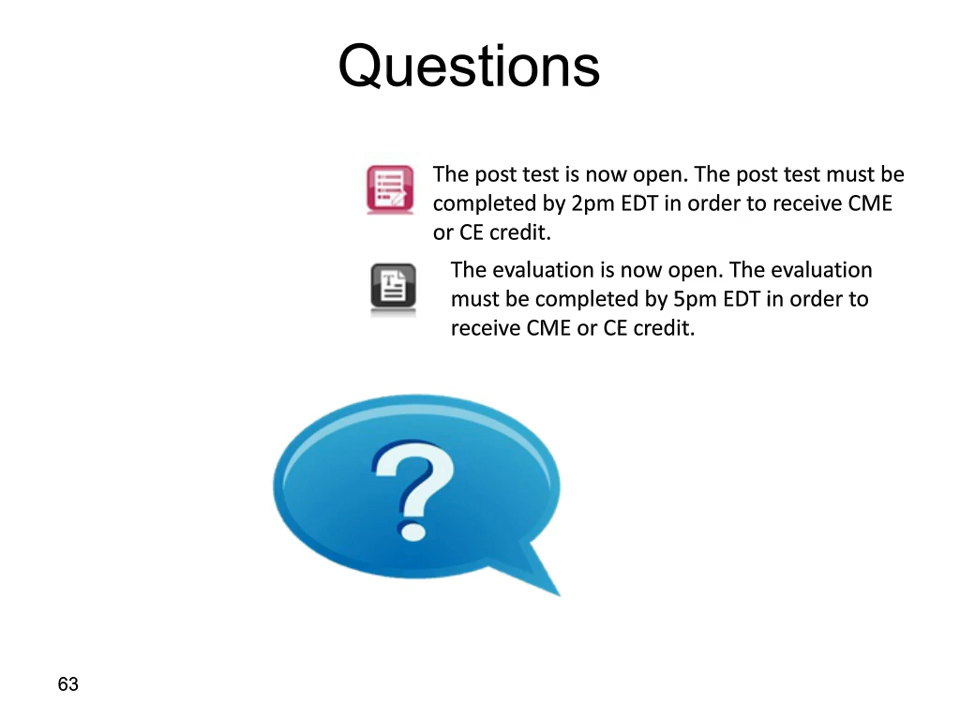 Questions
The post test is now open. The post test must be
completed by 2pm EDT in order to receive CME
or CE credit.
The evaluation is now open. The evaluation
must be completed by 5pm EDT in order to
receive CME or CE credit.
?
63